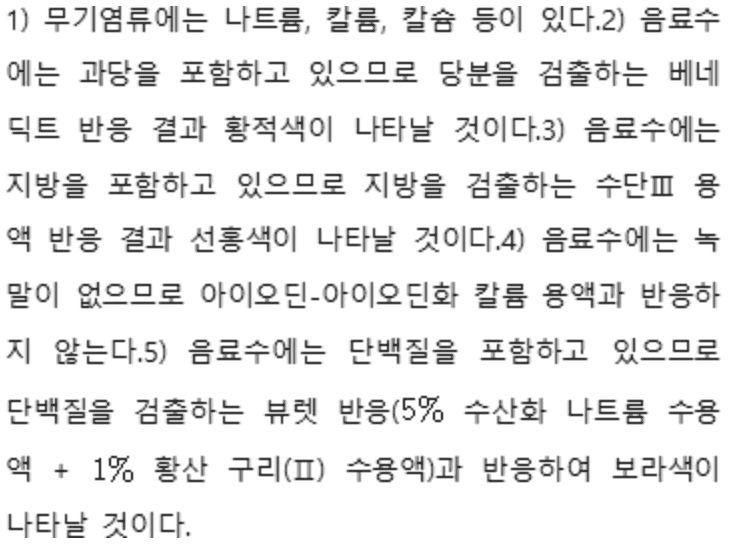 1) 무기염류에는 나트륨, 칼륨, 칼슘 등이 있다.2) 음료수
에는 과당을 포함하고 있으므로 당분을 검출하는 베네
딕트 반응 결과 황적색이 나타날 것이다.3) 음료수에는
지방을 포함하고 있으므로 지방을 검출하는 수단Ⅲ 용
액 반응 결과 선홍색이 나타날 것이다.4) 음료수에는 녹
말이 없으므로 아이오딘-아이오딘화 칼륨 용액과 반응하
지 않는다.5) 음료수에는 단백질을 포함하고 있으므로
단백질을 검출하는 뷰렛 반응(5% 수산화 나트륨 수용
액 + 1% 황산 구리(Ⅱ) 수용액)과 반응하여 보라색이
나타날 것이다.